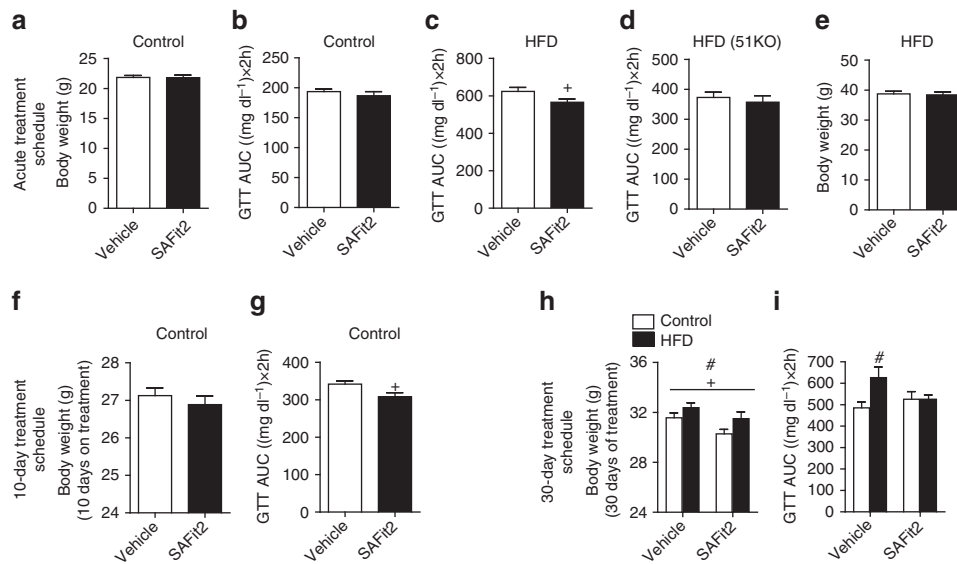 a
Control
Acute treatment
schedule
Body weight (g)
25
20
15
10
5
0
Vehicle
SAFit2
b
Control
GTT AUC ((mg dl⁻¹)×2h)
250
200
150
100
50
0
Vehicle
SAFit2
c
HFD
GTT AUC ((mg dl⁻¹)×2h)
800
600
400
200
0
+
Vehicle
SAFit2
d
HFD (51KO)
GTT AUC ((mg dl⁻¹)×2h)
500
400
300
200
100
0
Vehicle
SAFit2
e
HFD
Body weight (g)
50
40
30
20
10
0
Vehicle
SAFit2
f
Control
10-day treatment
schedule
Body weight (g)
(10 days on treatment)
28
27
26
25
24
Vehicle
SAFit2
g
Control
GTT AUC ((mg dl⁻¹)×2h)
400
300
200
100
0
+
Vehicle
SAFit2
h
Control
HFD
30-day treatment
schedule
Body weight (g)
(30 days of treatment)
36
32
28
24
#
+
Vehicle
SAFit2
i
GTT AUC ((mg dl⁻¹)×2h)
700
600
500
400
300
200
100
0
#
Vehicle
SAFit2